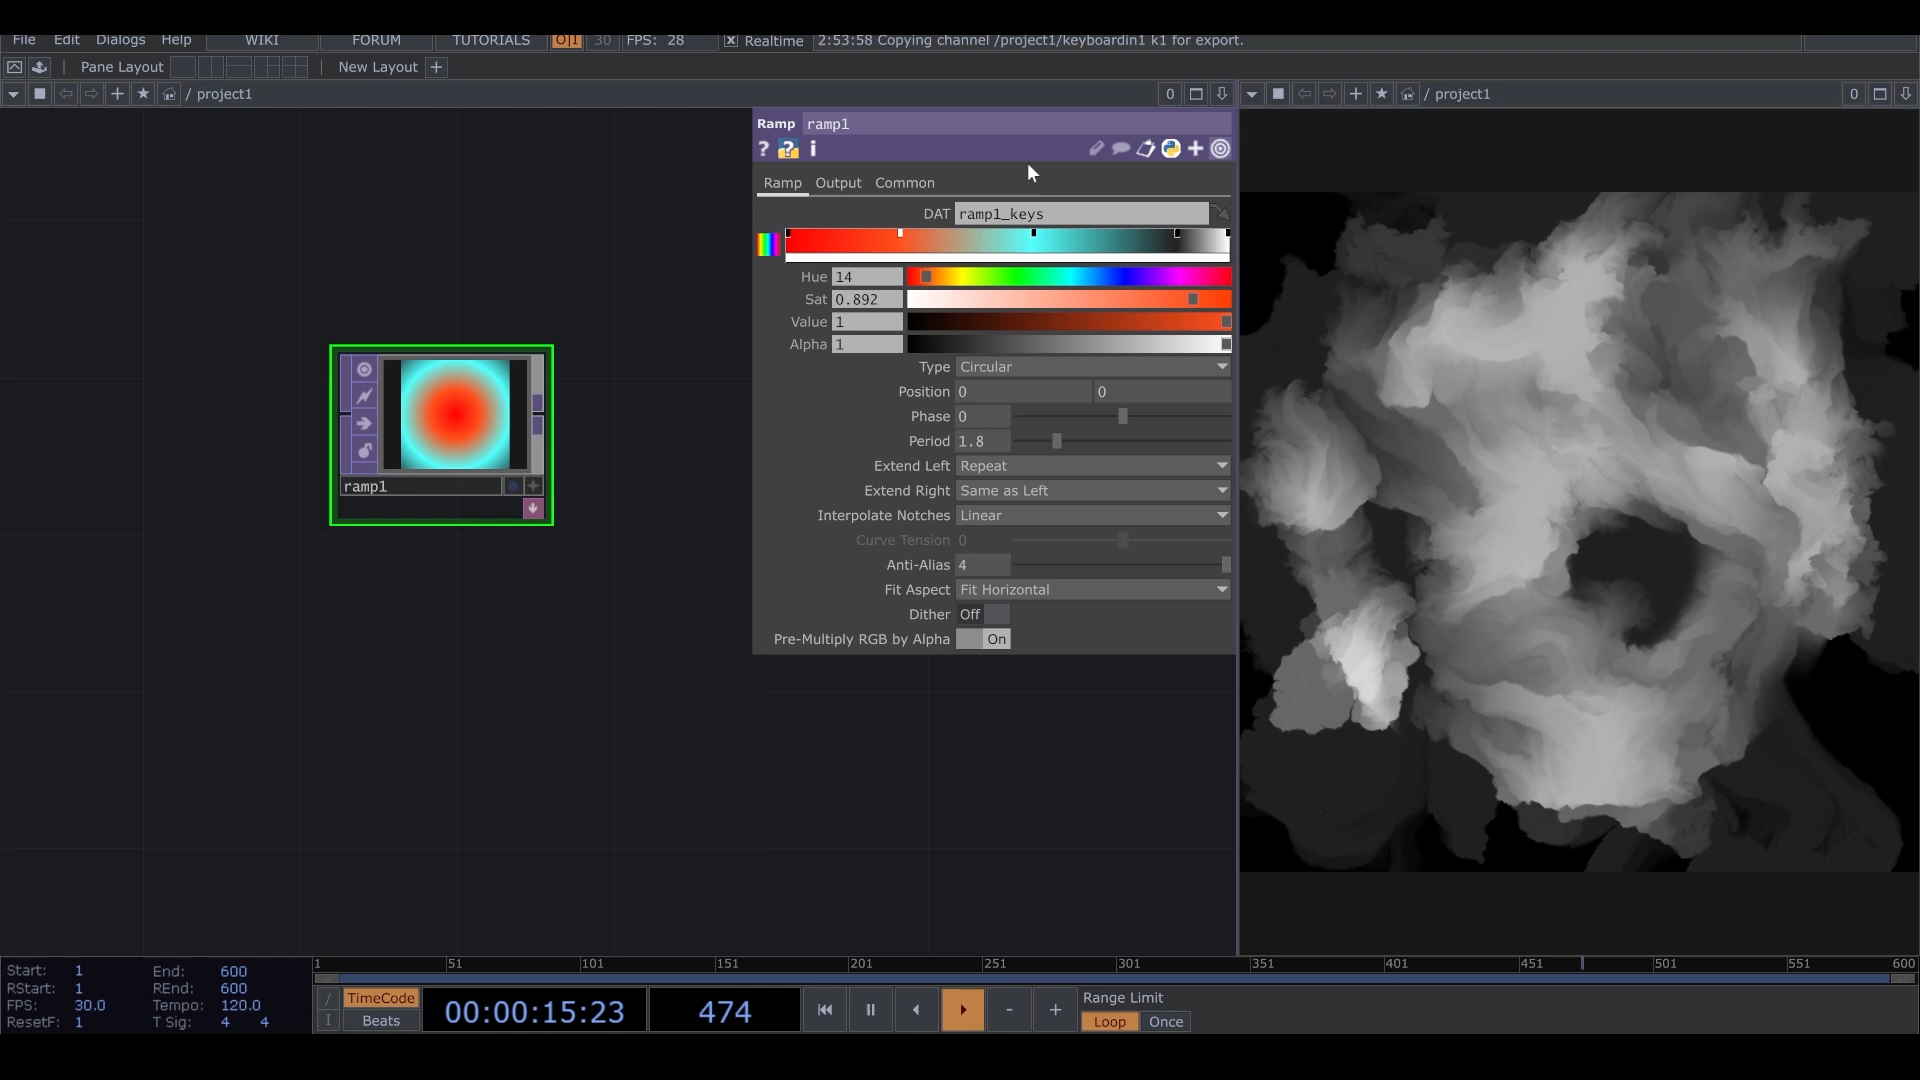 File Edit Dialogs Help WIKI FORUM TUTORIALS O|I 30 FPS: 28 Realtime 2:53:58 Copying channel /project1/keyboardin1 k1 for export.
Pane Layout New Layout +
/ project1 0
/ project1 0
Ramp ramp1
? ? i
Ramp Output Common
DAT ramp1_keys
Hue 14
Sat 0.892
Value 1
Alpha 1
Type Circular
Position 0 0
Phase 0
Period 1.8
Extend Left Repeat
Extend Right Same as Left
Interpolate Notches Linear
Curve Tension 0
Anti-Alias 4
Fit Aspect Fit Horizontal
Dither Off
Pre-Multiply RGB by Alpha On
ramp1
1 51 101 151 201 251 301 351 401 451 501 551 600
Start: 1 End: 600
RStart: 1 REnd: 600
FPS: 30.0 Tempo: 120.0
ResetF: 1 T Sig: 4 4
/ TimeCode
I Beats
00:00:15:23 474 - +
Range Limit
Loop Once